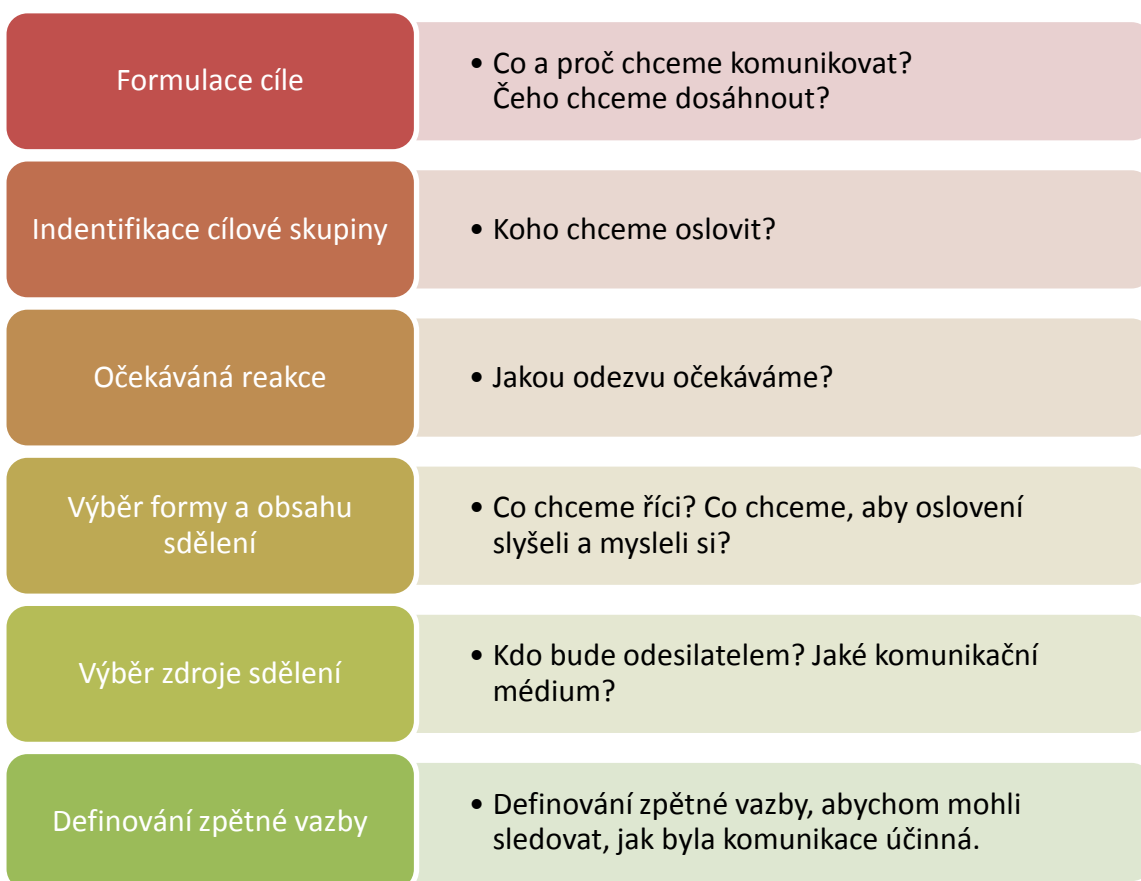 Formulace cíle
• Co a proč chceme komunikovat?
Čeho chceme dosáhnout?
Indentifikace cílové skupiny
• Koho chceme oslovit?
Očekáváná reakce
• Jakou odezvu očekáváme?
Výběr formy a obsahu
sdělení
• Co chceme říci? Co chceme, aby oslovení
slyšeli a mysleli si?
Výběr zdroje sdělení
• Kdo bude odesilatelem? Jaké komunikační
médium?
Definování zpětné vazby
• Definování zpětné vazby, abychom mohli
sledovat, jak byla komunikace účinná.